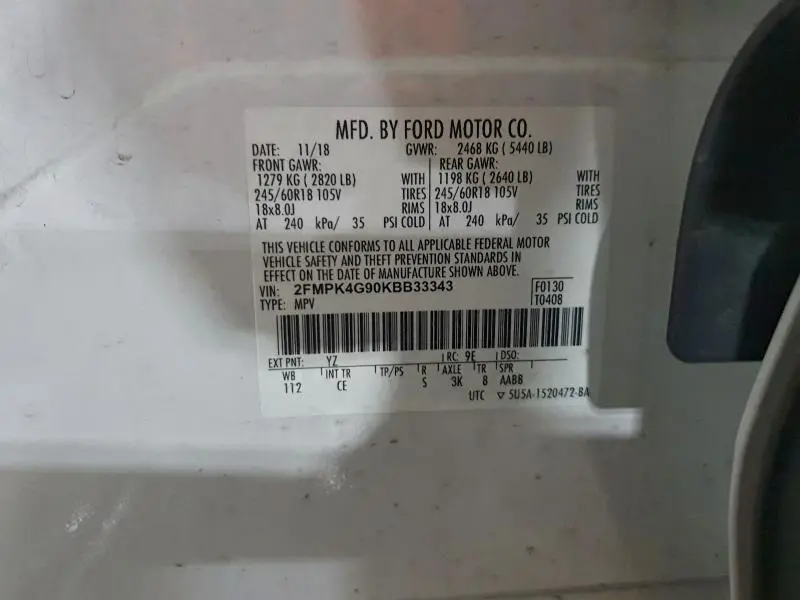 MFD. BY FORD MOTOR CO.
DATE: 11/18 GVWR: 2468 KG ( 5440 LB)
FRONT GAWR: REAR GAWR:
1279 KG ( 2820 LB) WITH 1198 KG ( 2640 LB) WITH
245/60R18 105V TIRES 245/60R18 105V TIRES
18x8.0J RIMS 18x8.0J RIMS
AT 240 kPa/ 35 PSI COLD AT 240 kPa/ 35 PSI COLD
THIS VEHICLE CONFORMS TO ALL APPLICABLE FEDERAL MOTOR
VEHICLE SAFETY AND THEFT PREVENTION STANDARDS IN
EFFECT ON THE DATE OF MANUFACTURE SHOWN ABOVE.
VIN: 2FMPK4G90KBB33343 F0130
TYPE: MPV T0408
EXT PNT: YZ RC: 9E DSO:
WB INT TR TP/PS R AXLE TR SPR
112 CE S 3K 8 AABB
UTC ▽ 5U5A-1520472-BA